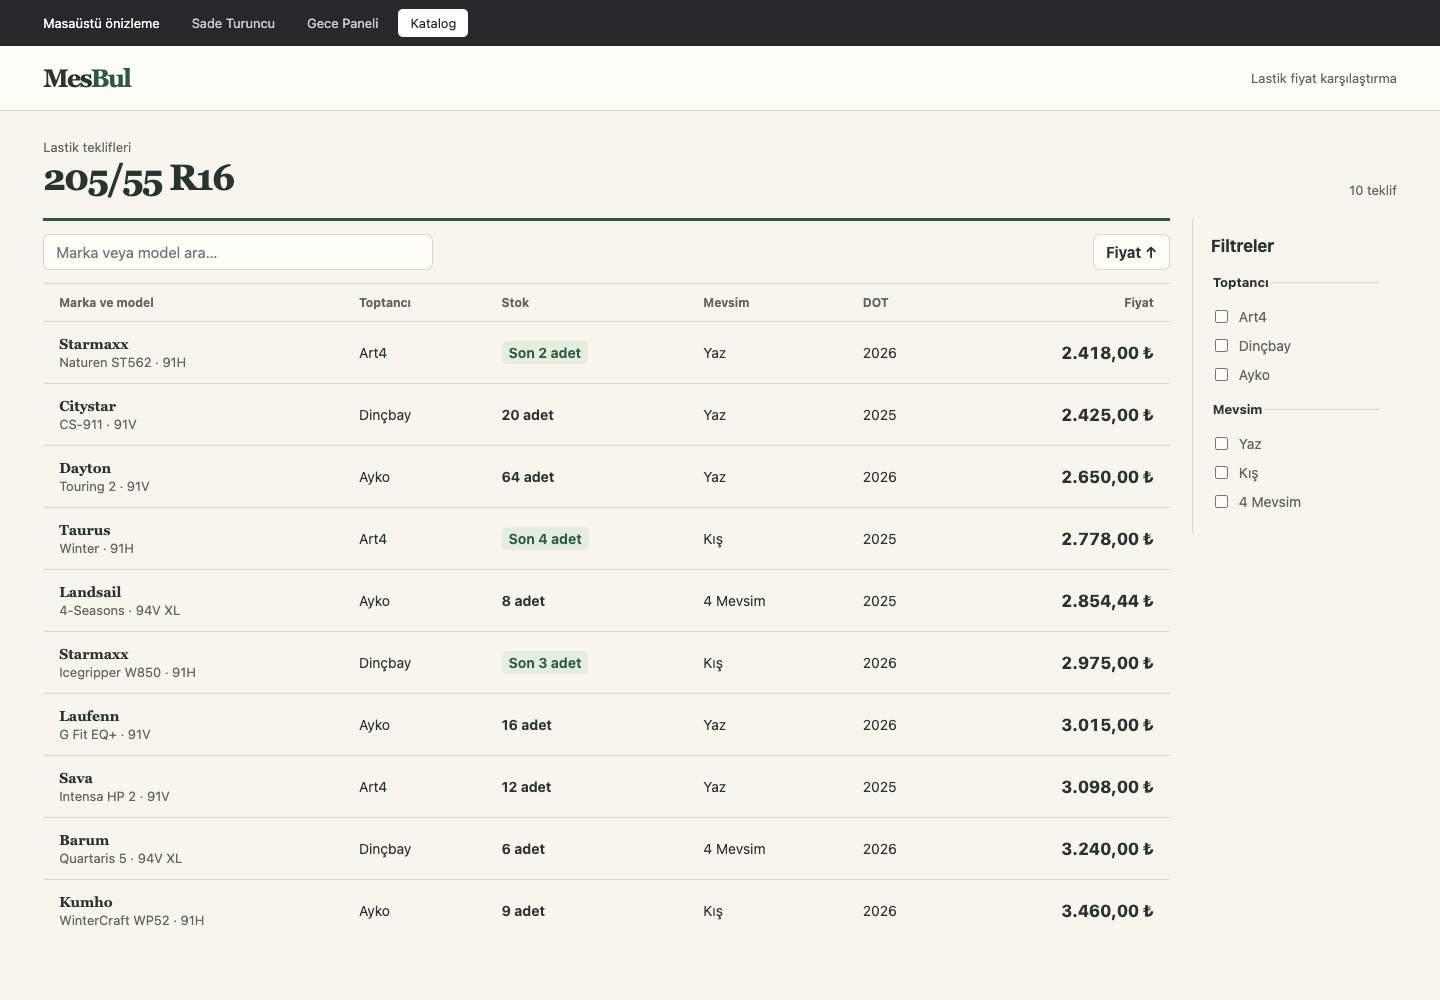 Masaüstü önizleme Sade Turuncu Gece Paneli Katalog
MesBul Lastik fiyat karşılaştırma
Lastik teklifleri
205/55 R16 10 teklif
Marka veya model ara... Fiyat ↑
Marka ve model Toptancı Stok Mevsim DOT Fiyat
Starmaxx
Naturen ST562 · 91H Art4 Son 2 adet Yaz 2026 2.418,00 ₺
Citystar
CS-911 · 91V Dinçbay 20 adet Yaz 2025 2.425,00 ₺
Dayton
Touring 2 · 91V Ayko 64 adet Yaz 2026 2.650,00 ₺
Taurus
Winter · 91H Art4 Son 4 adet Kış 2025 2.778,00 ₺
Landsail
4-Seasons · 94V XL Ayko 8 adet 4 Mevsim 2025 2.854,44 ₺
Starmaxx
Icegripper W850 · 91H Dinçbay Son 3 adet Kış 2026 2.975,00 ₺
Laufenn
G Fit EQ+ · 91V Ayko 16 adet Yaz 2026 3.015,00 ₺
Sava
Intensa HP 2 · 91V Art4 12 adet Yaz 2025 3.098,00 ₺
Barum
Quartaris 5 · 94V XL Dinçbay 6 adet 4 Mevsim 2026 3.240,00 ₺
Kumho
WinterCraft WP52 · 91H Ayko 9 adet Kış 2026 3.460,00 ₺
Filtreler
Toptancı
Art4
Dinçbay
Ayko
Mevsim
Yaz
Kış
4 Mevsim